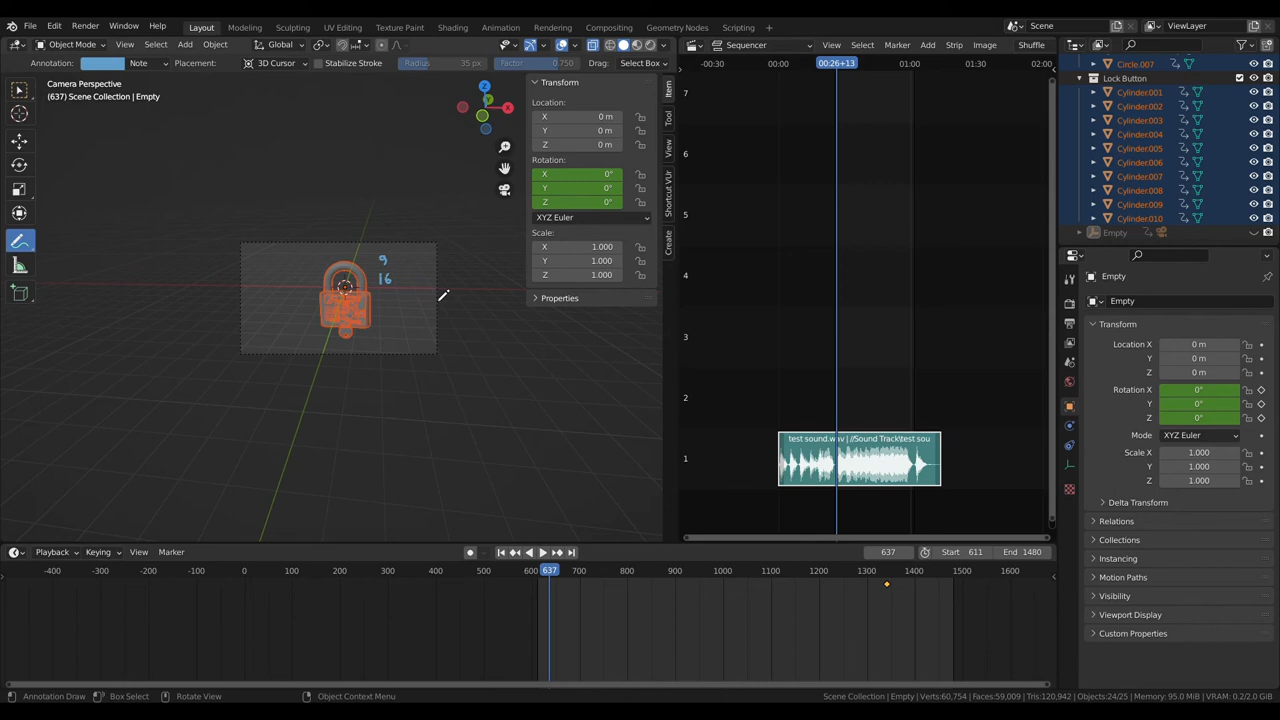 File Edit Render Window Help Layout Modeling Sculpting UV Editing Texture Paint Shading Animation Rendering Compositing Geometry Nodes Scripting Scene ViewLayer
Object Mode View Select Add Object Global Sequencer View Select Marker Add Strip Image Shuffle
Annotation: Note Placement: 3D Cursor Stabilize Stroke Radius 35 px Factor 0.750 Drag: Select Box
-00:30 00:00 00:26+13 01:00 01:30 02:00
Camera Perspective
(637) Scene Collection | Empty
Z
X
9
16
Transform
Location:
X 0 m
Y 0 m
Z 0 m
Rotation:
X 0°
Y 0°
Z 0°
XYZ Euler
Scale:
X 1.000
Y 1.000
Z 1.000
Properties
Item
Tool
View
Shortcut VUr
Create
7
6
5
4
3
2
1
test sound.wav | //Sound Track\test sou
Circle.007
Lock Button
Cylinder.001
Cylinder.002
Cylinder.003
Cylinder.004
Cylinder.005
Cylinder.006
Cylinder.007
Cylinder.008
Cylinder.009
Cylinder.010
Empty
Empty
Empty
Transform
Location X 0 m
Y 0 m
Z 0 m
Rotation X 0°
Y 0°
Z 0°
Mode XYZ Euler
Scale X 1.000
Y 1.000
Z 1.000
Delta Transform
Relations
Collections
Instancing
Motion Paths
Visibility
Viewport Display
Custom Properties
Playback Keying View Marker 637 Start 611 End 1480
-400 -300 -200 -100 0 100 200 300 400 500 600 637 700 800 900 1000 1100 1200 1300 1400 1500 1600
Annotation Draw Box Select Rotate View Object Context Menu Scene Collection | Empty | Verts:60,754 | Faces:59,009 | Tris:120,942 | Objects:24/25 | Memory: 95.0 MiB | VRAM: 0.2/2.0 GiB